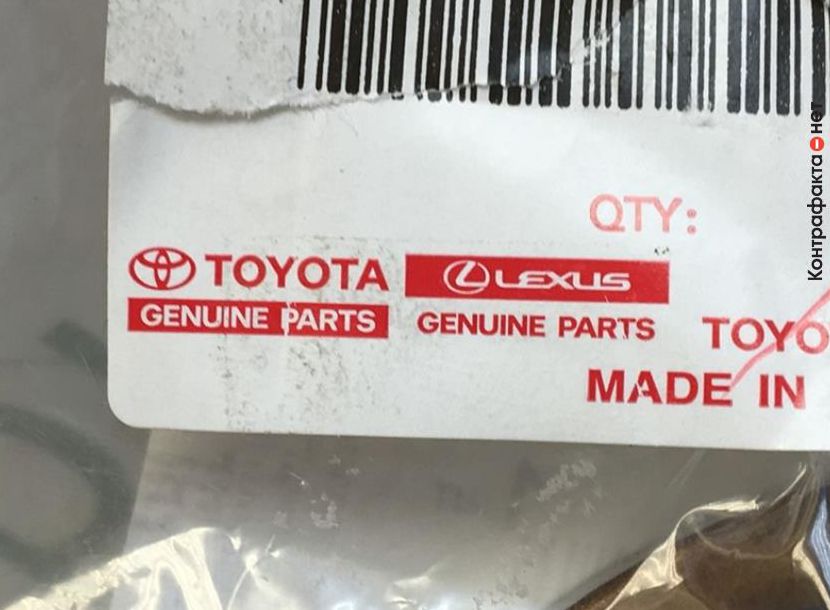 QTY:
TOYOTA LEXUS
GENUINE PARTS GENUINE PARTS TOYO
MADE IN
Контрафакта нет